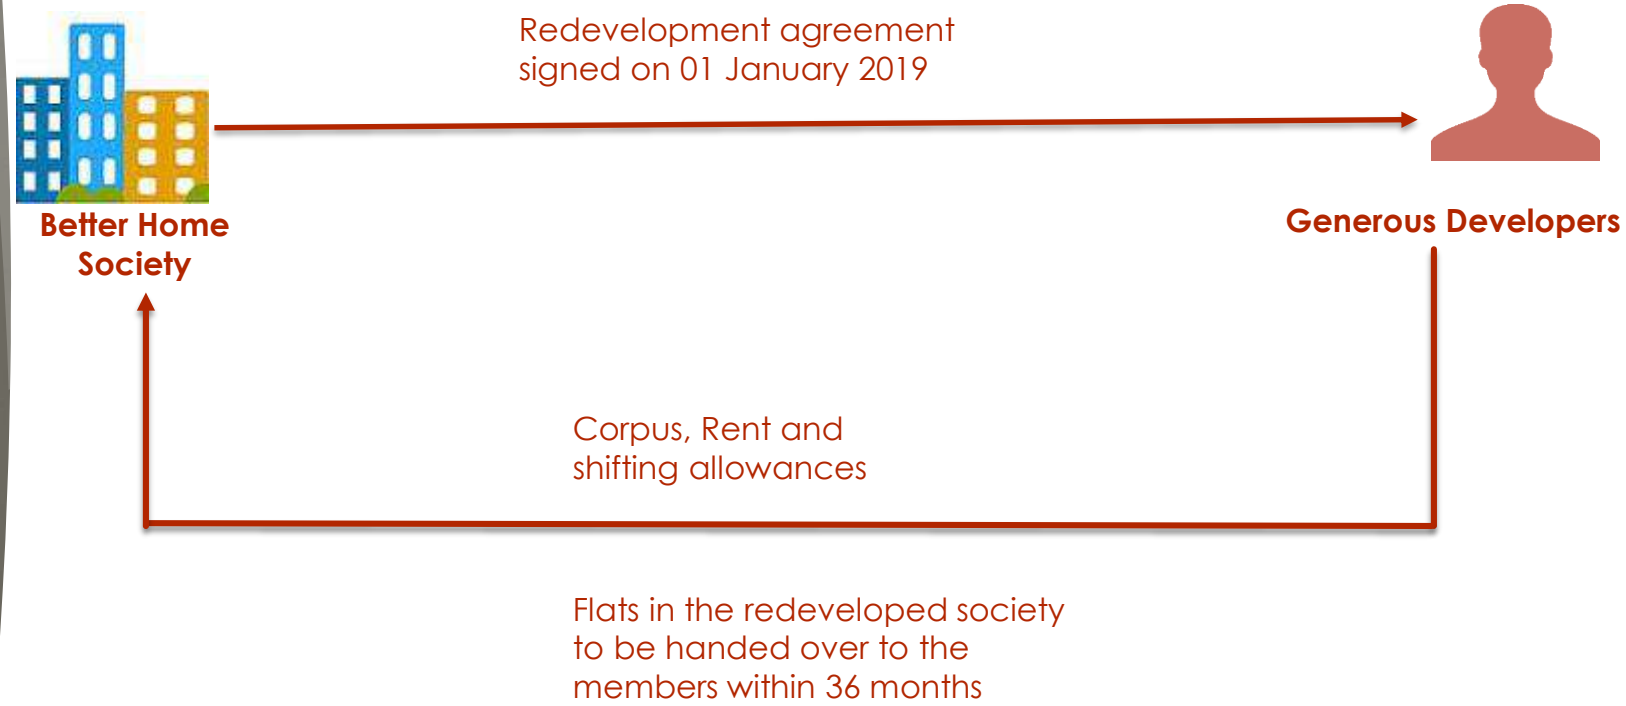 Redevelopment agreement
signed on 01 January 2019
Better Home
Society
Generous Developers
Corpus, Rent and
shifting allowances
Flats in the redeveloped society
to be handed over to the
members within 36 months